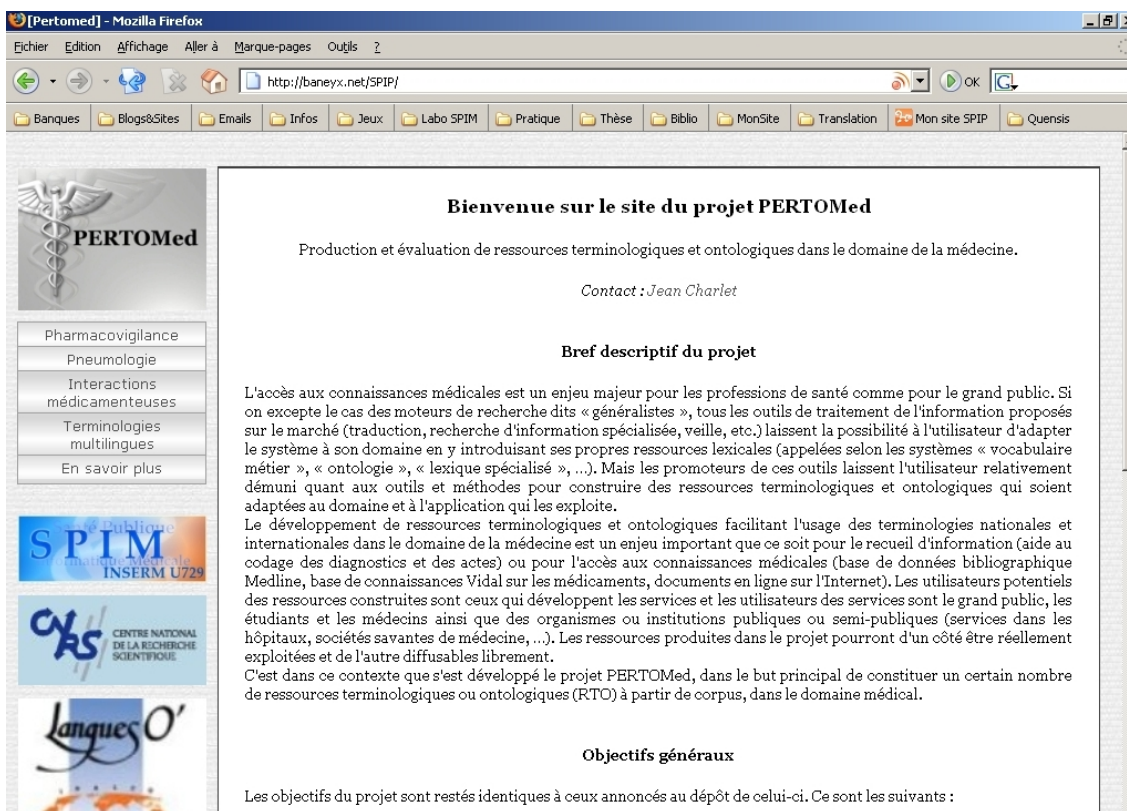 [Pertomed] - Mozilla Firefox
Fichier Edition Affichage Aller à Marque-pages Outils ?
http://baneyx.net/SPIP/
OK
G
Banques Blogs&Sites Emails Infos Jeux Labo SPIM Pratique Thèse Biblio MonSite Translation Mon site SPIP Quensis
PERTOMed
Pharmacovigilance
Pneumologie
Interactions
médicamenteuses
Terminologies
multilingues
En savoir plus
Santé Publique
SPIM
Informatique Médicale
INSERM U729
CNRS
CENTRE NATIONAL
DE LA RECHERCHE
SCIENTIFIQUE
Langues O'
Bienvenue sur le site du projet PERTOMed
Production et évaluation de ressources terminologiques et ontologiques dans le domaine de la médecine.
Contact : Jean Charlet
Bref descriptif du projet
L'accès aux connaissances médicales est un enjeu majeur pour les professions de santé comme pour le grand public. Si
on excepte le cas des moteurs de recherche dits « généralistes », tous les outils de traitement de l'information proposés
sur le marché (traduction, recherche d'information spécialisée, veille, etc.) laissent la possibilité à l'utilisateur d'adapter
le système à son domaine en y introduisant ses propres ressources lexicales (appelées selon les systèmes « vocabulaire
métier », « ontologie », « lexique spécialisé », ...). Mais les promoteurs de ces outils laissent l'utilisateur relativement
démuni quant aux outils et méthodes pour construire des ressources terminologiques et ontologiques qui soient
adaptées au domaine et à l'application qui les exploite.
Le développement de ressources terminologiques et ontologiques facilitant l'usage des terminologies nationales et
internationales dans le domaine de la médecine est un enjeu important que ce soit pour le recueil d'information (aide au
codage des diagnostics et des actes) ou pour l'accès aux connaissances médicales (base de données bibliographique
Medline, base de connaissances Vidal sur les médicaments, documents en ligne sur l'Internet). Les utilisateurs potentiels
des ressources construites sont ceux qui développent les services et les utilisateurs des services sont le grand public, les
étudiants et les médecins ainsi que des organismes ou institutions publiques ou semi-publiques (services dans les
hôpitaux, sociétés savantes de médecine, ...). Les ressources produites dans le projet pourront d'un côté être réellement
exploitées et de l'autre diffusables librement.
C'est dans ce contexte que s'est développé le projet PERTOMed, dans le but principal de constituer un certain nombre
de ressources terminologiques ou ontologiques (RTO) à partir de corpus, dans le domaine médical.
Objectifs généraux
Les objectifs du projet sont restés identiques à ceux annoncés au dépôt de celui-ci. Ce sont les suivants :